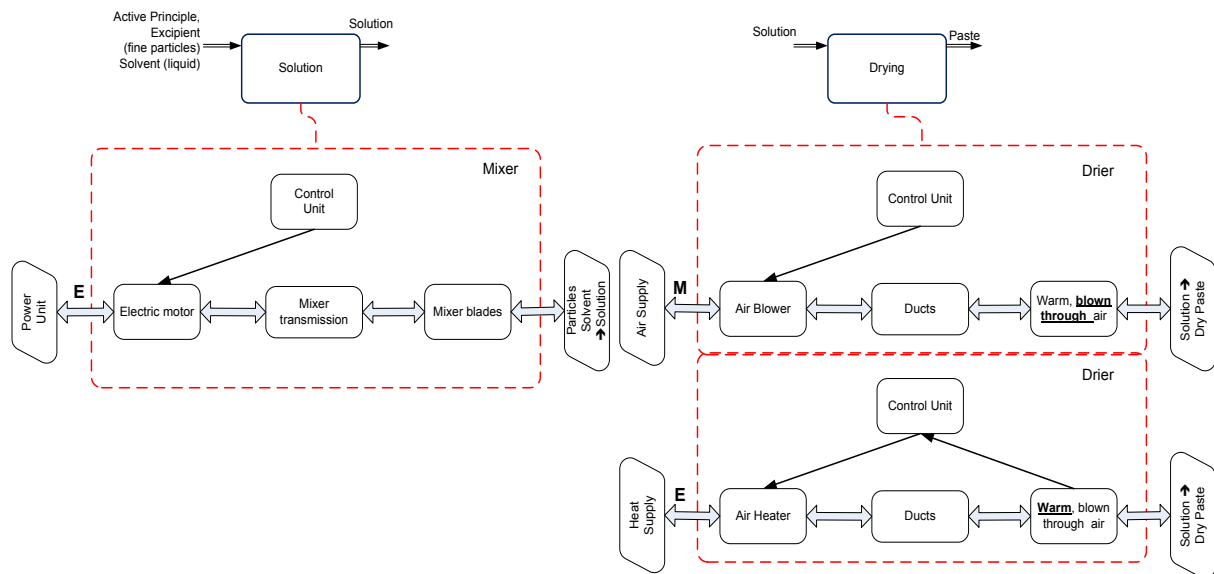 Active Principle,
Excipient
(fine particles)
Solvent (liquid)
Solution
Solution
Mixer
Control
Unit
Power
Unit
E
Electric motor
Mixer
transmission
Mixer blades
Particles
Solvent
➔Solution
Solution
Paste
Drying
Drier
Control Unit
Air Supply
M
Air Blower
Ducts
Warm, blown
through air
Solution ➔
Dry Paste
Drier
Control Unit
Heat
Supply
E
Air Heater
Ducts
Warm, blown
through air
Solution ➔
Dry Paste